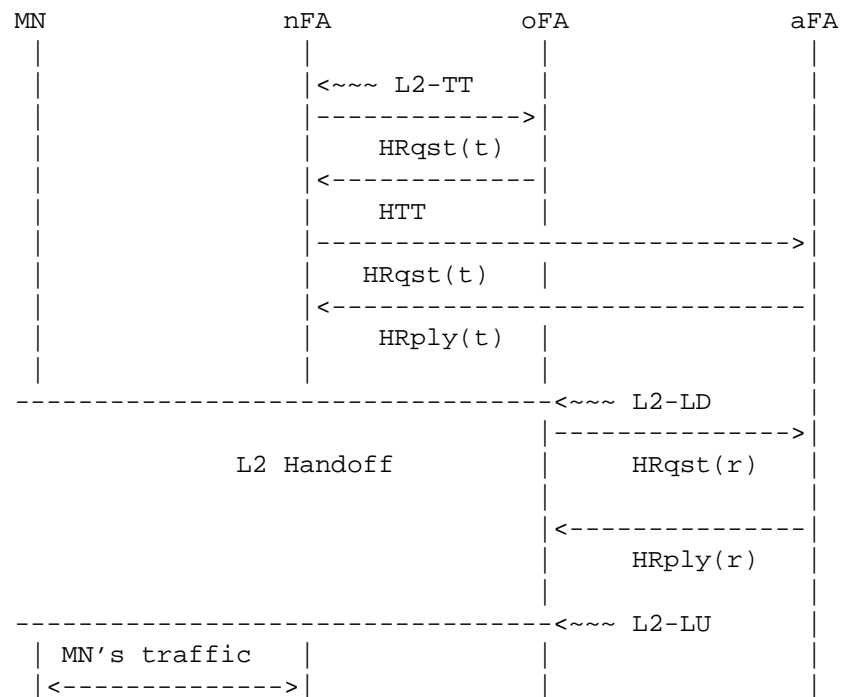 MN nFA oFA aFA
<~~~ L2-TT
HRqst(t)
HTT
HRqst(t)
HRply(t)
<~~~ L2-LD
L2 Handoff HRqst(r)
HRply(r)
<~~~ L2-LU
MN's traffic